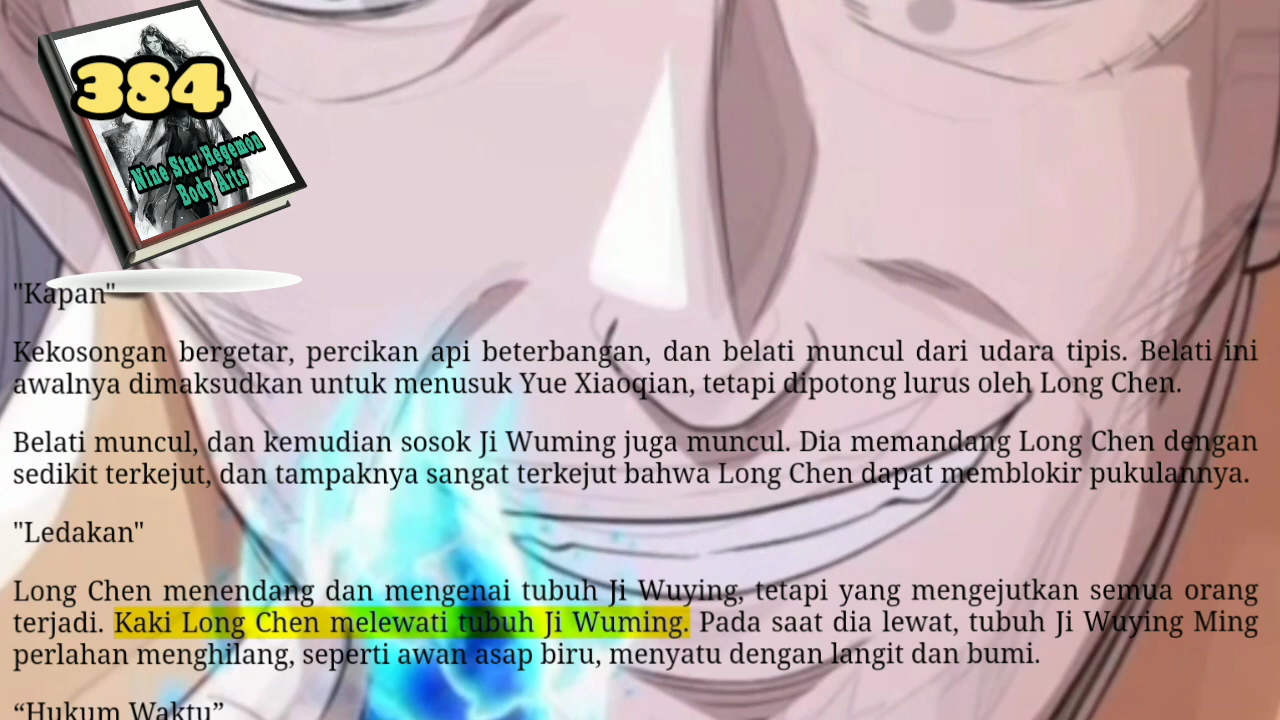 384
Nine Star Hegemon
Body Arts
"Kapan"
Kekosongan bergetar, percikan api beterbangan, dan belati muncul dari udara tipis. Belati ini
awalnya dimaksudkan untuk menusuk Yue Xiaoqian, tetapi dipotong lurus oleh Long Chen.
Belati muncul, dan kemudian sosok Ji Wuming juga muncul. Dia memandang Long Chen dengan
sedikit terkejut, dan tampaknya sangat terkejut bahwa Long Chen dapat memblokir pukulannya.
"Ledakan"
Long Chen menendang dan mengenai tubuh Ji Wuying, tetapi yang mengejutkan semua orang
terjadi. Kaki Long Chen melewati tubuh Ji Wuming. Pada saat dia lewat, tubuh Ji Wuying Ming
perlahan menghilang, seperti awan asap biru, menyatu dengan langit dan bumi.
“Hukum Waktu”